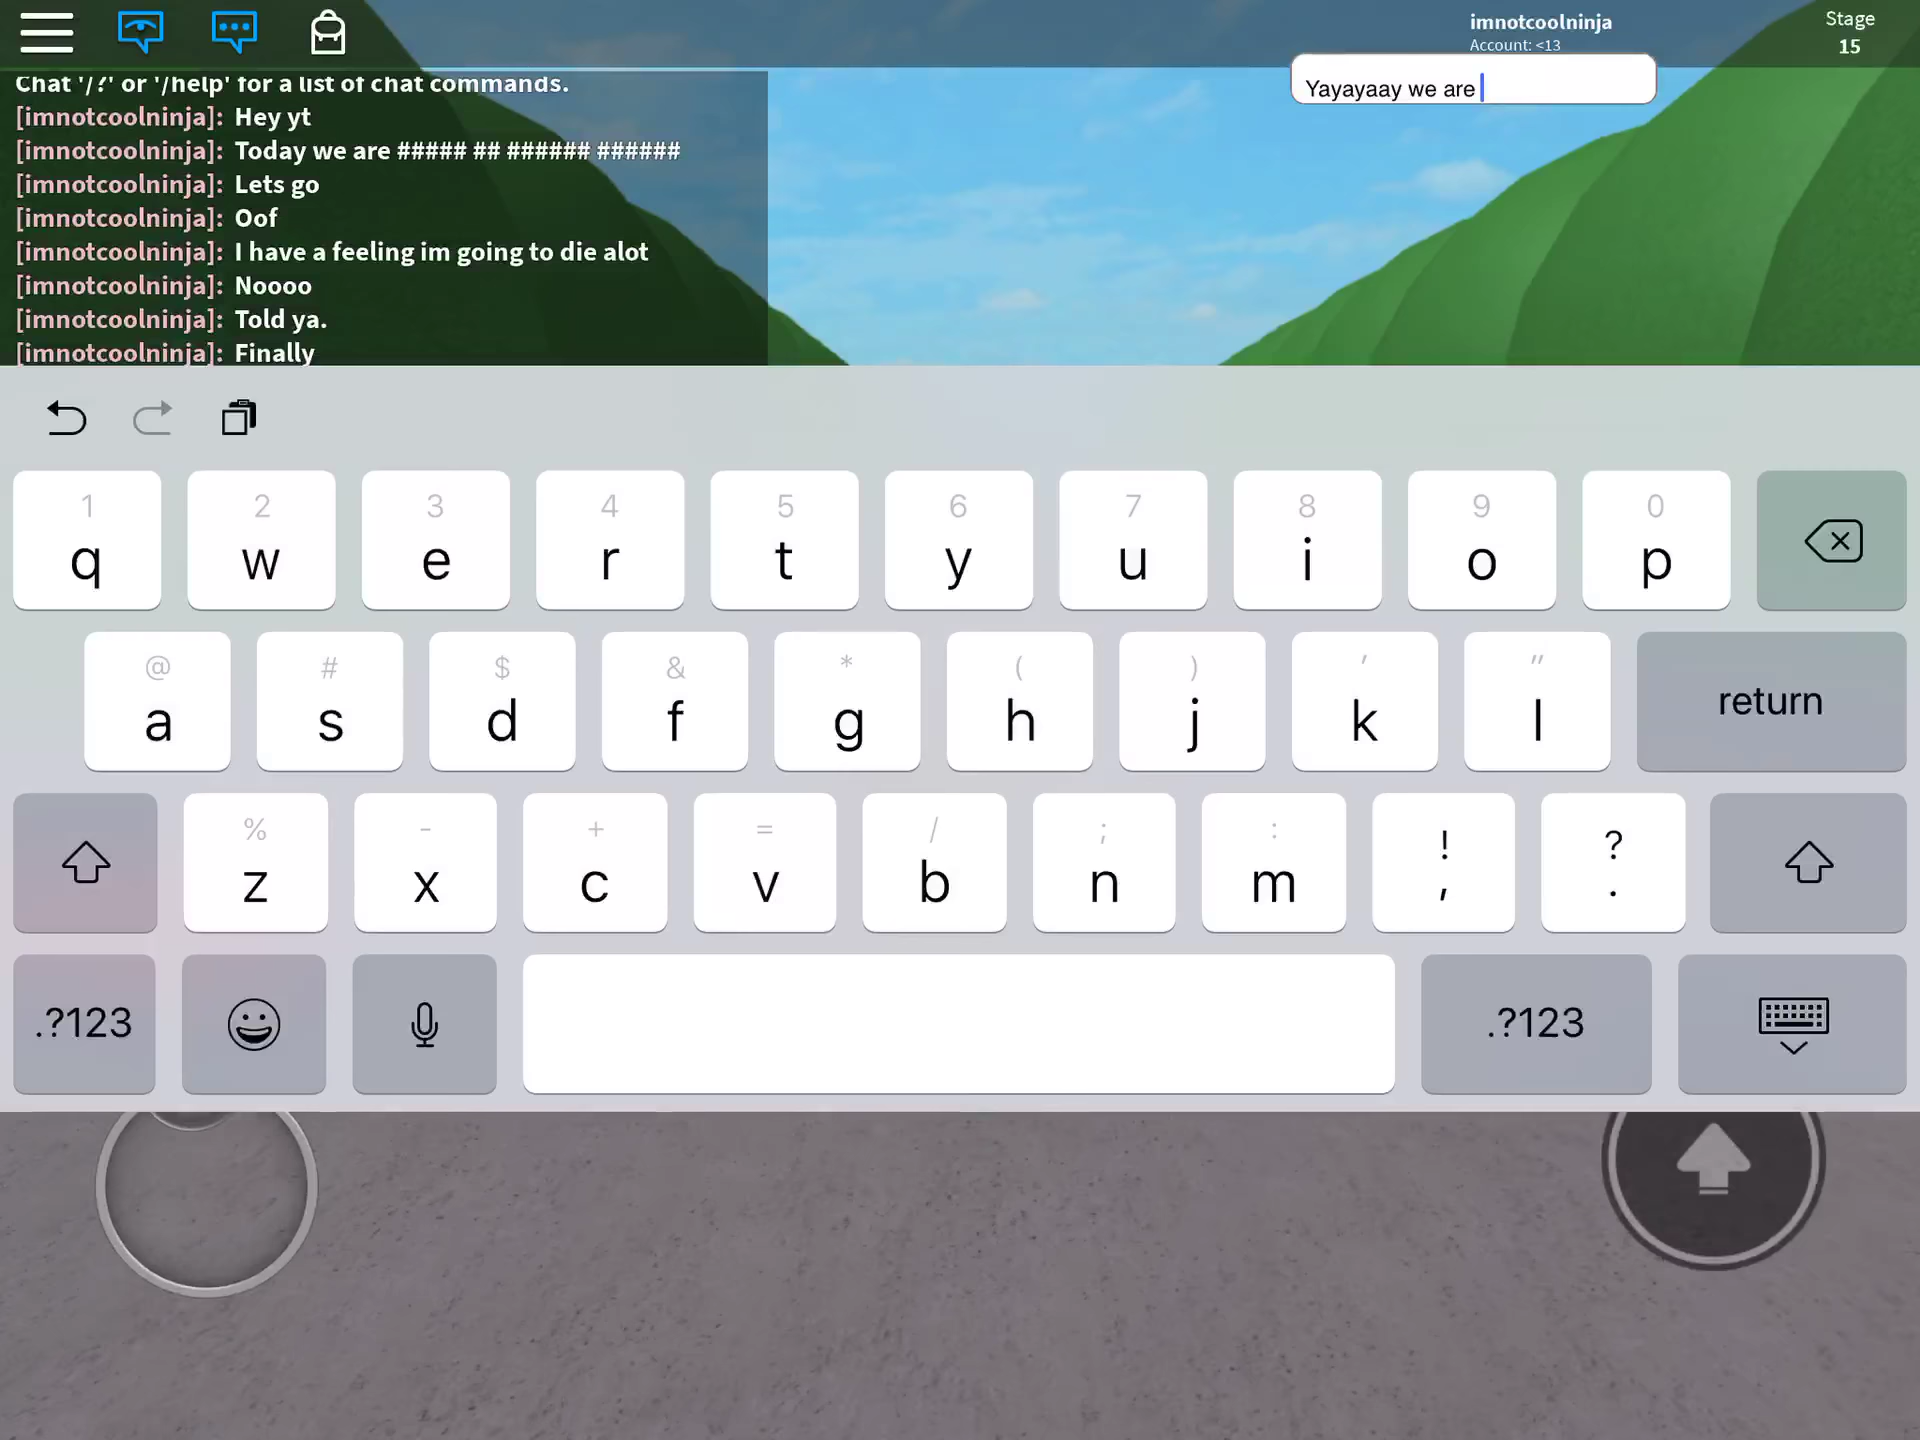 imnotcoolninja
Account: <13
Stage
15
Yayayaay we are
Chat '/?' or '/help' for a list of chat commands.
[imnotcoolninja]: Hey yt
[imnotcoolninja]: Today we are ##### ## ###### ######
[imnotcoolninja]: Lets go
[imnotcoolninja]: Oof
[imnotcoolninja]: I have a feeling im going to die alot
[imnotcoolninja]: Noooo
[imnotcoolninja]: Told ya.
[imnotcoolninja]: Finally
1 2 3 4 5 6 7 8 9 0
q w e r t y u i o p
@ # $ & * ( ) ' "
a s d f g h j k l return
% - + = / ; : ! ?
z x c v b n m , .
.?123 .?123